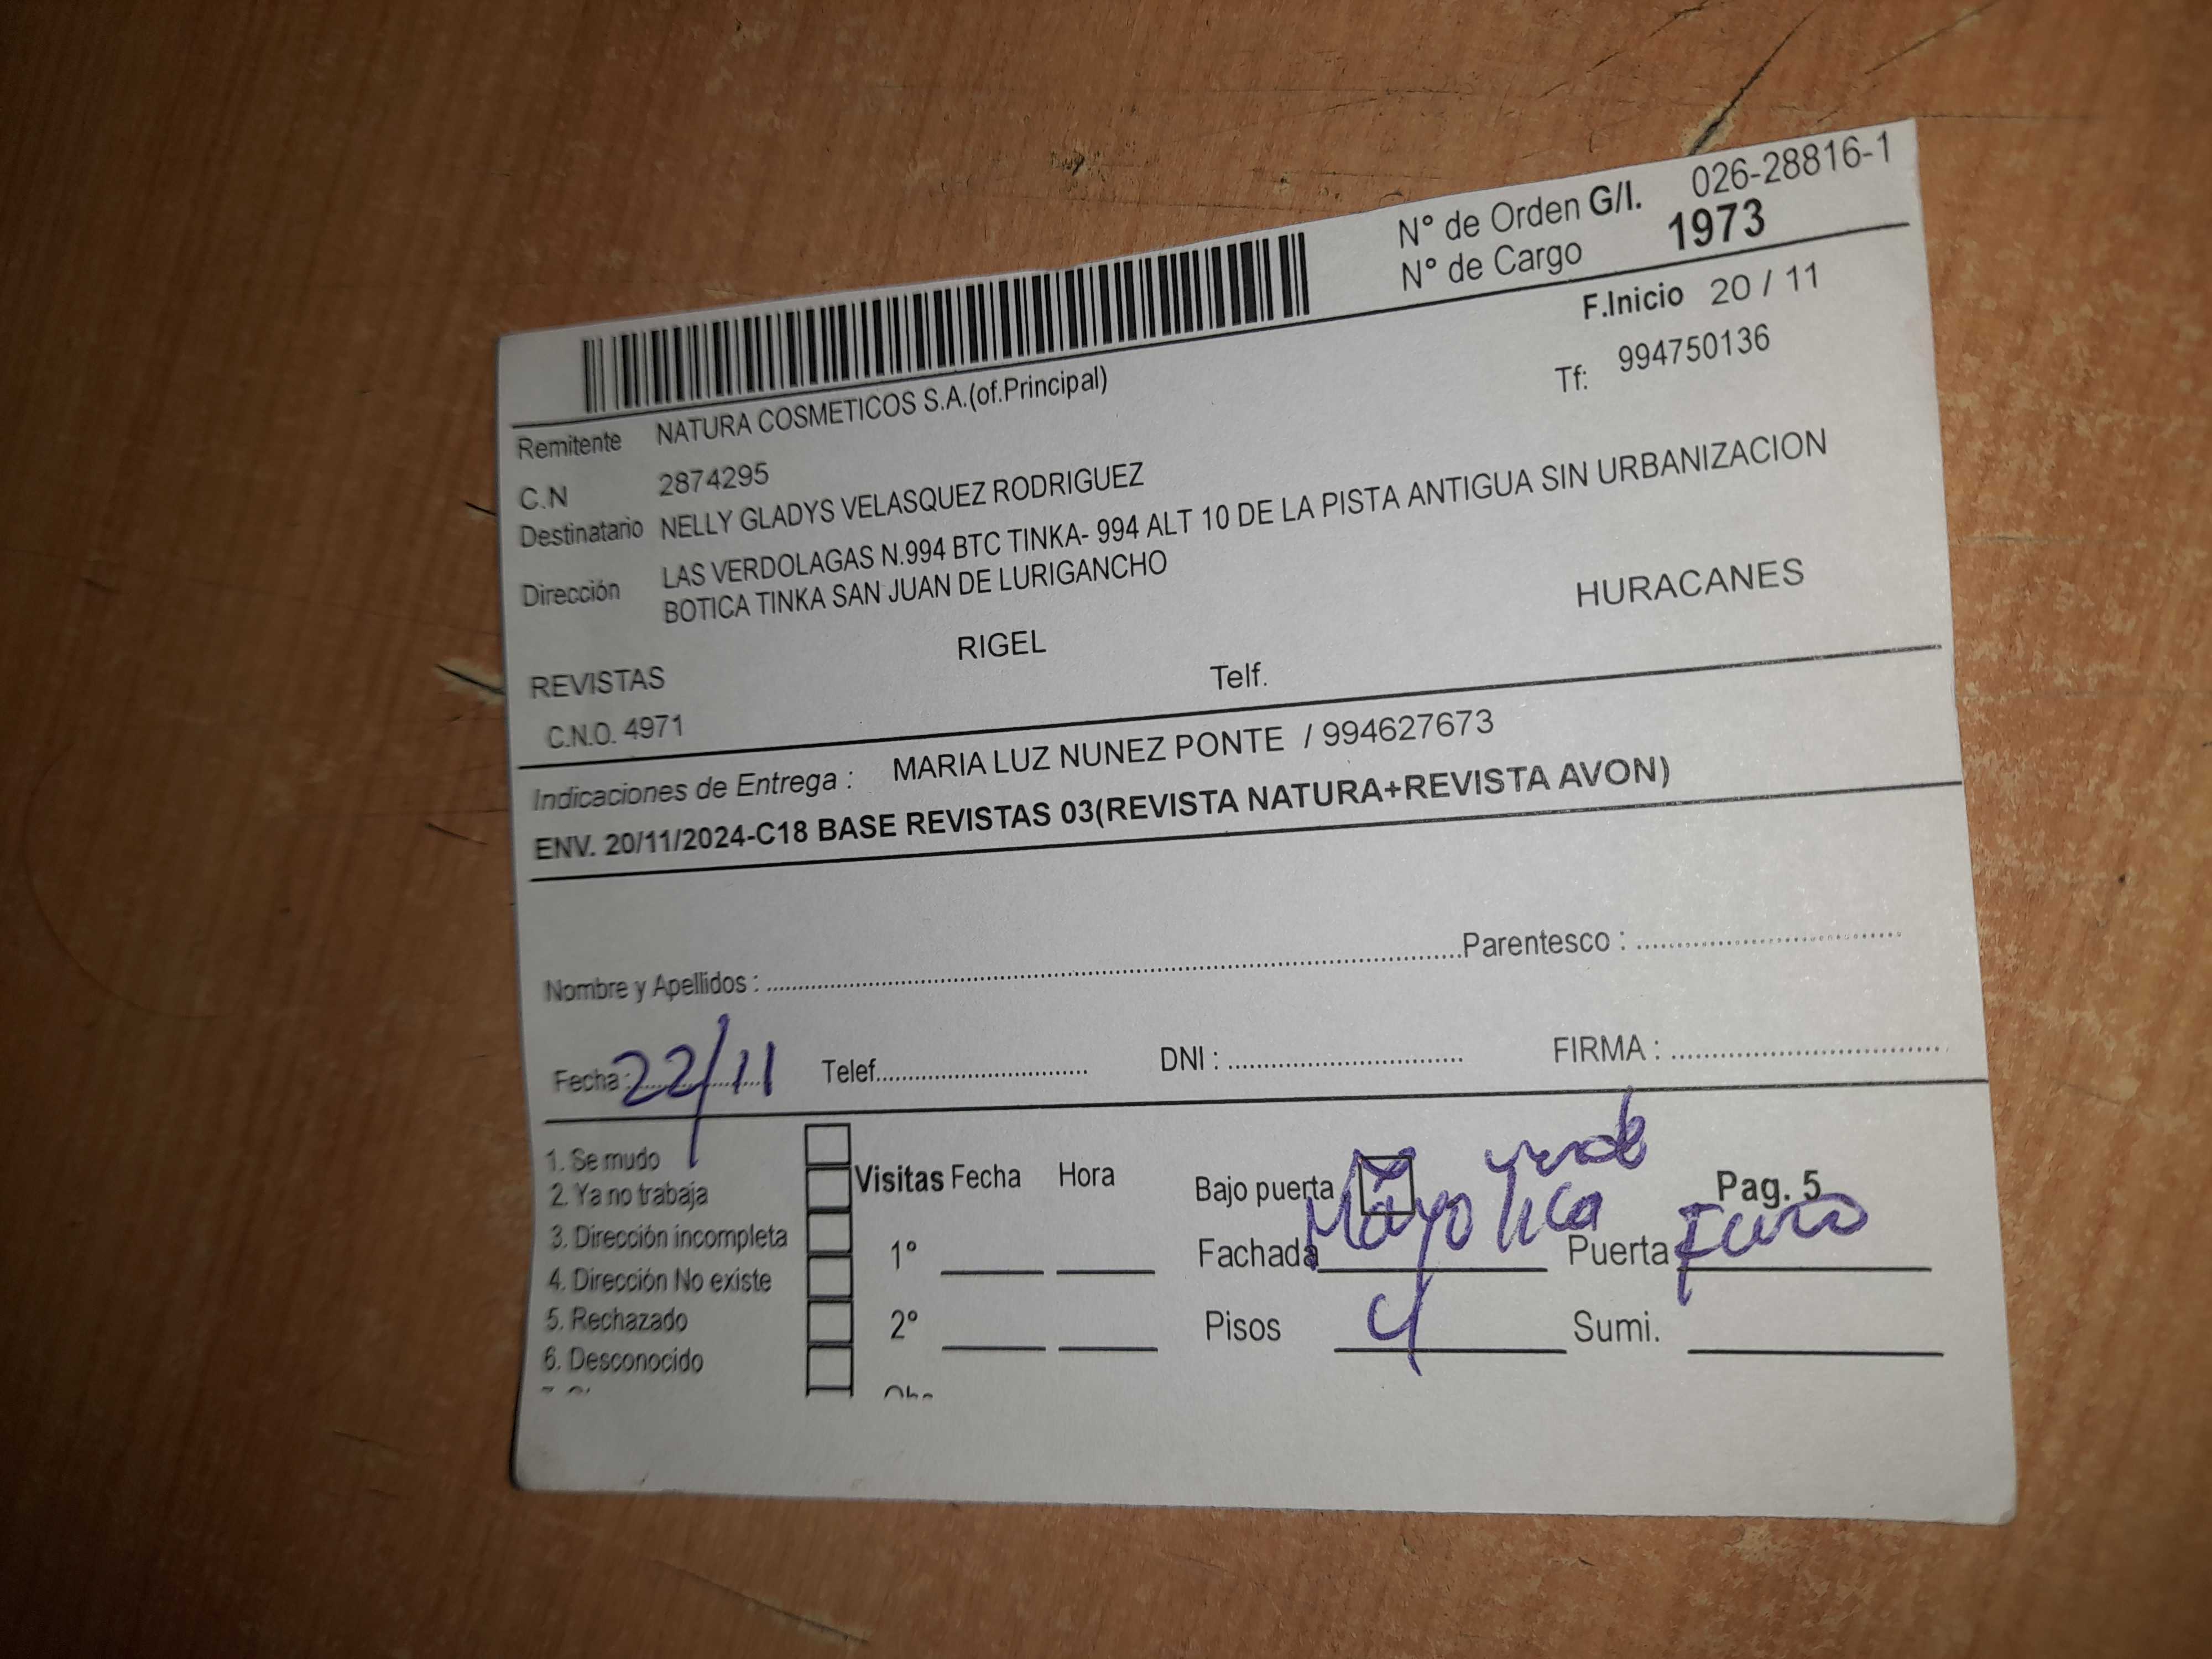 N° de Orden G/I. 026-28816-1
N° de Cargo 1973
F.Inicio 20 / 11
Remitente NATURA COSMETICOS S.A.(of.Principal)
Tf: 994750136
C.N 2874295
Destinatario NELLY GLADYS VELASQUEZ RODRIGUEZ
Dirección LAS VERDOLAGAS N.994 BTC TINKA- 994 ALT 10 DE LA PISTA ANTIGUA SIN URBANIZACION
BOTICA TINKA SAN JUAN DE LURIGANCHO
HURACANES
REVISTAS RIGEL
C.N.O. 4971 Telf.
Indicaciones de Entrega : MARIA LUZ NUNEZ PONTE / 994627673
ENV. 20/11/2024-C18 BASE REVISTAS 03(REVISTA NATURA+REVISTA AVON)
Nombre y Apellidos : Parentesco :
Fecha : 22/11 Telef. DNI : FIRMA :
1. Se mudo
2. Ya no trabaja
3. Dirección incompleta
4. Dirección No existe
5. Rechazado
6. Desconocido
Visitas Fecha Hora
1°
2°
Bajo puerta Pag. 5
Fachada Mayolica Puerta Fierro
Pisos 4 Sumi.